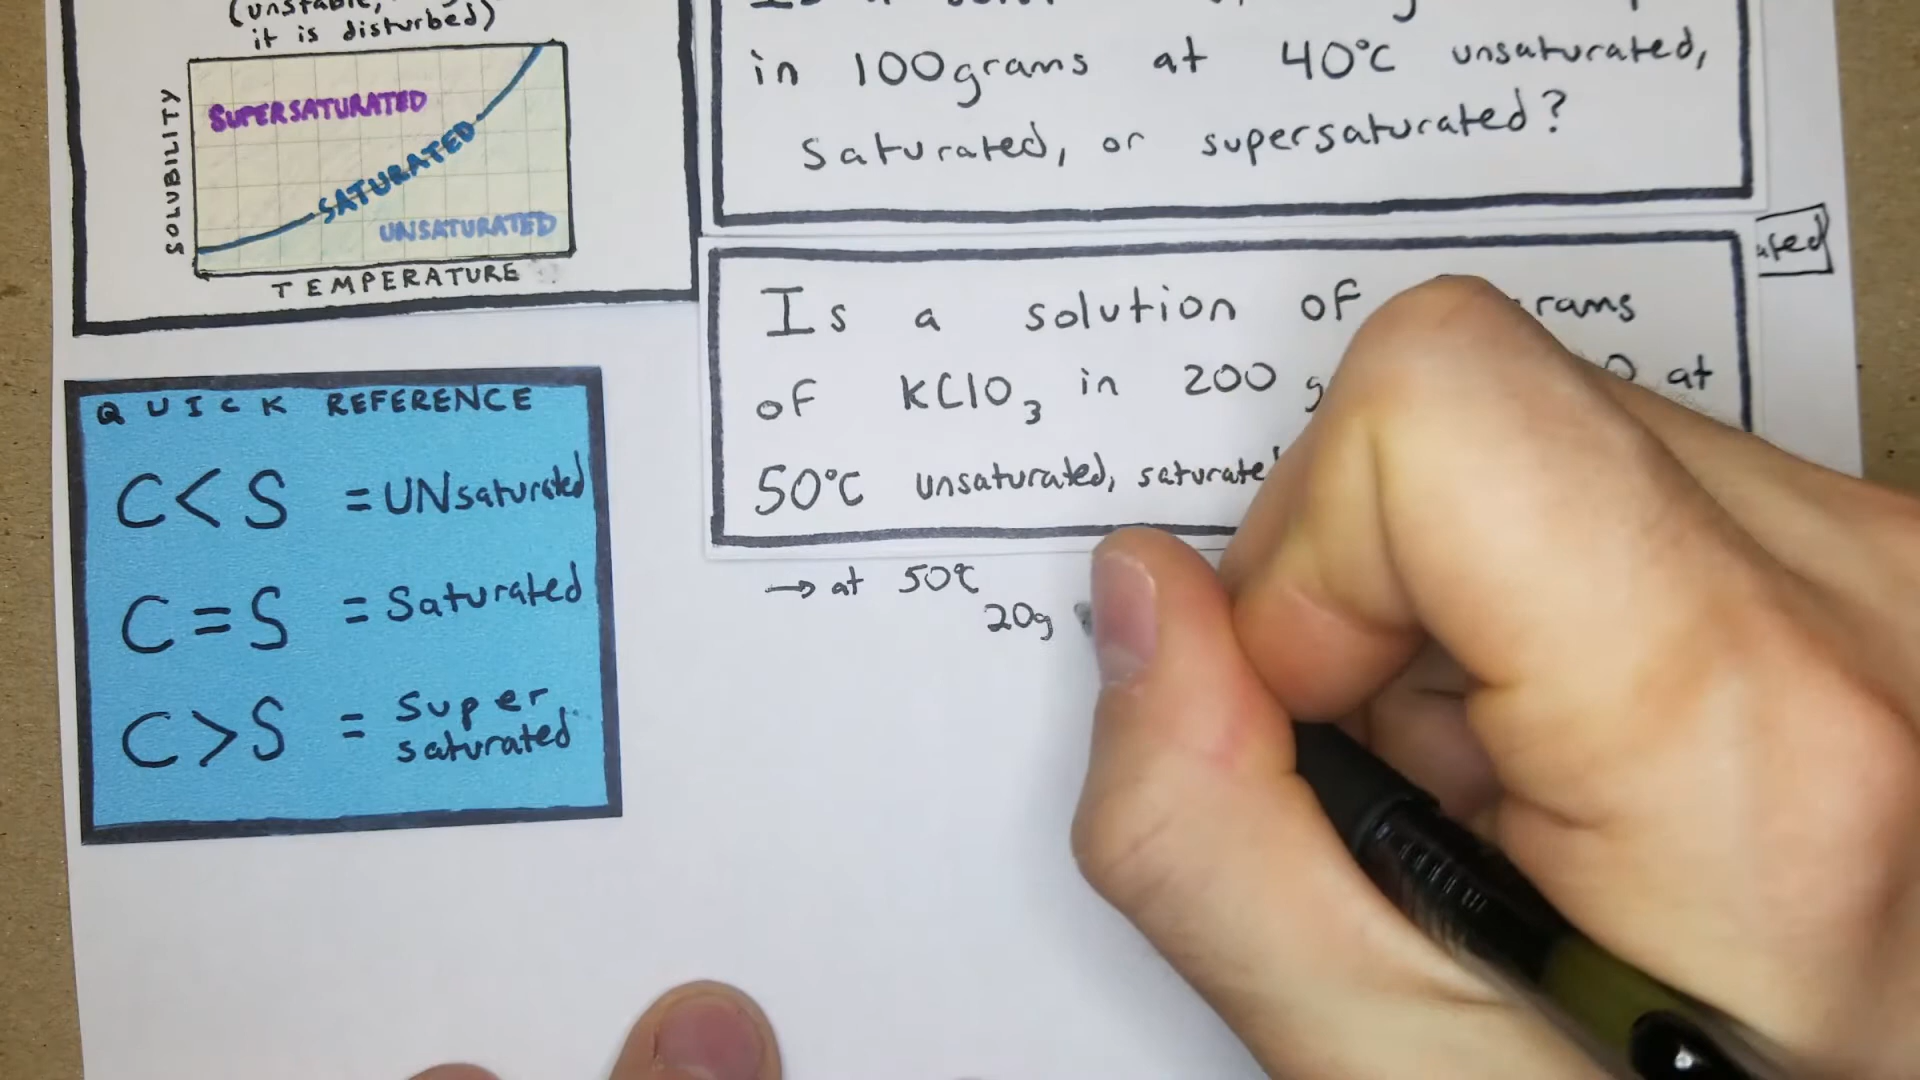 (unstable,
it is disturbed)
SOLUBILITY
SUPERSATURATED
SATURATED
UNSATURATED
TEMPERATURE
in 100grams at 40°C unsaturated,
saturated, or supersaturated?
Is a solution of rams
of KClO3 in 200 g at
50°C unsaturated, saturate
→ at 50°C
20g
QUICK REFERENCE
C<S = UNsaturated
C=S = Saturated
C>S = Super
saturated